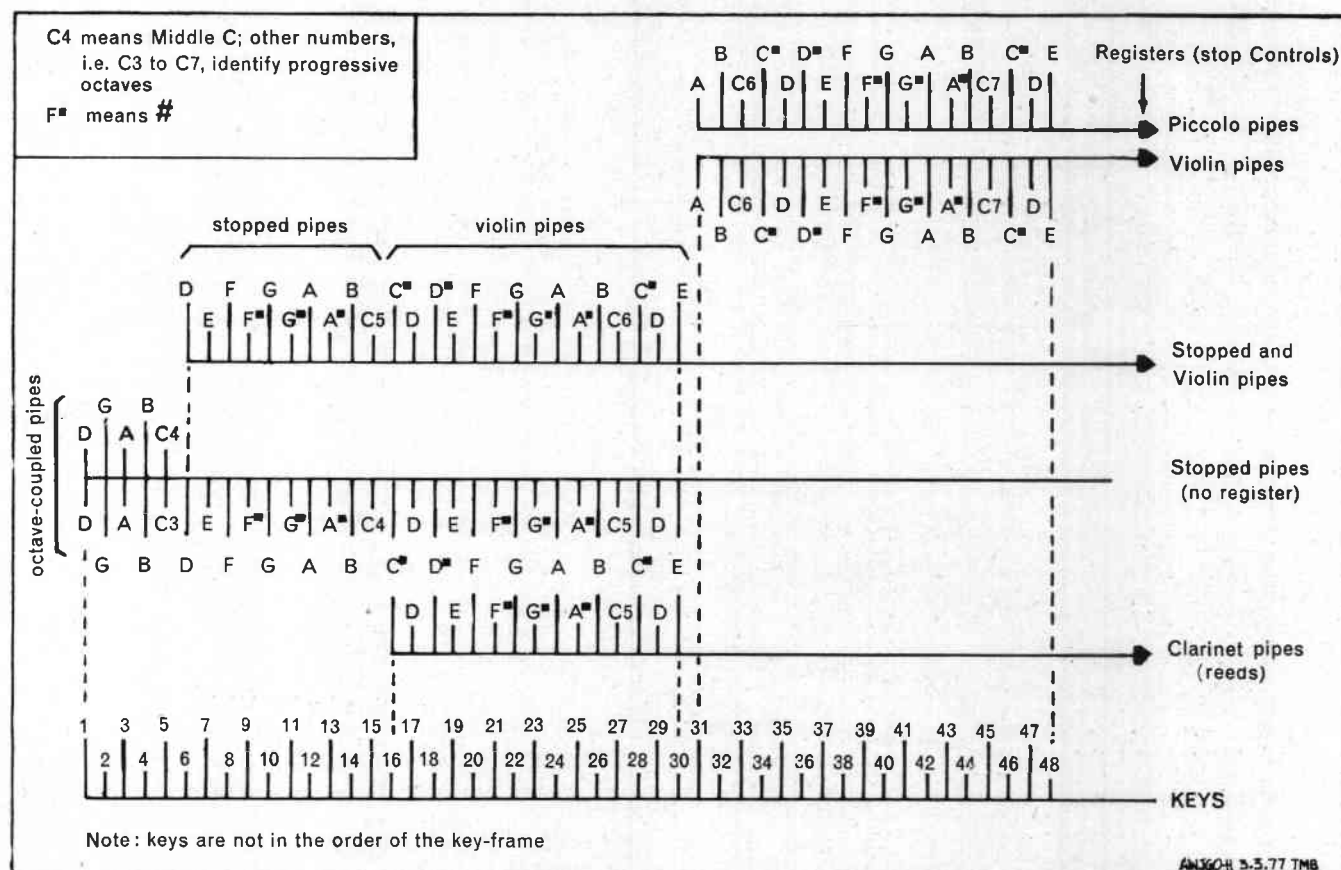 C4 means Middle C; other numbers,
i.e. C3 to C7, identify progressive
octaves
F■ means #
Registers (stop Controls)
B C■ D■ F G A B C■ E
A C6 D E F■ G■ A■ C7 D
Piccolo pipes
Violin pipes
A C6 D E F■ G■ A■ C7 D
B C■ D■ F G A B C■ E
stopped pipes violin pipes
D F G A B C■ D■ F G A B C■ E
E F■ G■ A■ C5 D E F■ G■ A■ C6 D
Stopped and
Violin pipes
octave-coupled pipes
G B
D A C4
Stopped pipes
(no register)
D A C3 E F■ G■ A■ C4 D E F■ G■ A■ C5 D
G B D F G A B C■ D■ F G A B C■ E
D E F■ G■ A■ C5 D
Clarinet pipes
(reeds)
1 3 5 7 9 11 13 15 17 19 21 23 25 27 29 31 33 35 37 39 41 43 45 47
2 4 6 8 10 12 14 16 18 20 22 24 26 28 30 32 34 36 38 40 42 44 46 48
KEYS
Note: keys are not in the order of the key-frame
3.3.77 TMB